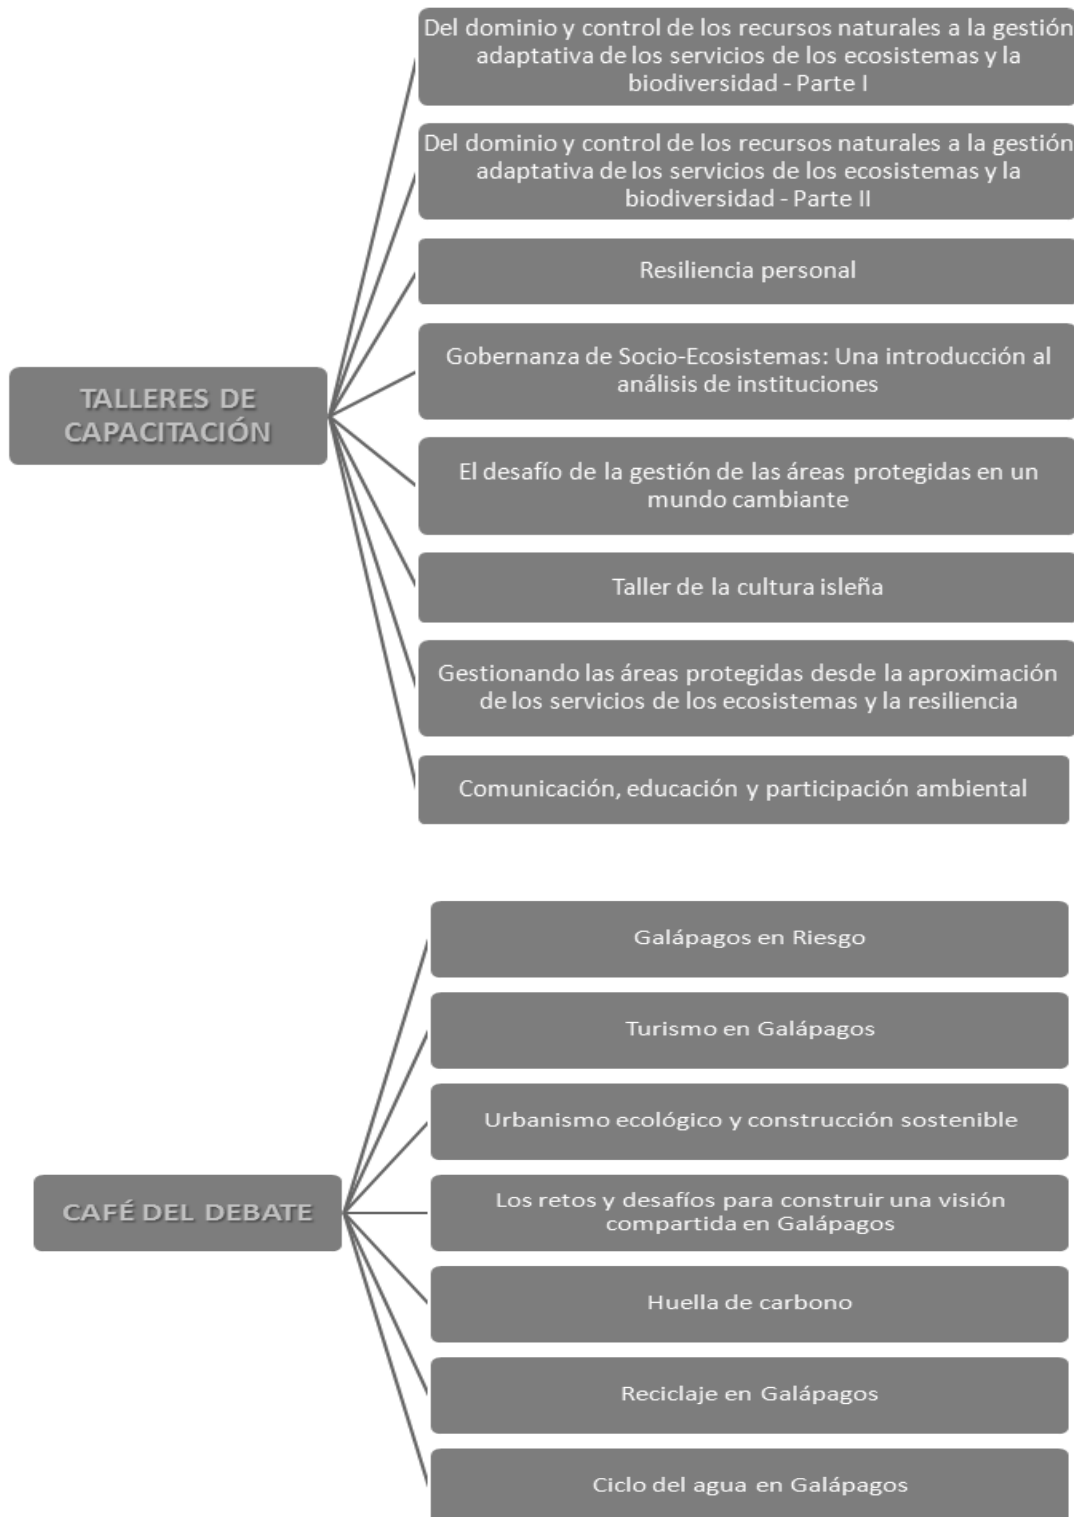 Del dominio y control de los recursos naturales a la gestión
adaptativa de los servicios de los ecosistemas y la
biodiversidad - Parte I
Del dominio y control de los recursos naturales a la gestión
adaptativa de los servicios de los ecosistemas y la
biodiversidad - Parte II
Resiliencia personal
Gobernanza de Socio-Ecosistemas: Una introducción al
análisis de instituciones
TALLERES DE
CAPACITACIÓN
El desafío de la gestión de las áreas protegidas en un
mundo cambiante
Taller de la cultura isleña
Gestionando las áreas protegidas desde la aproximación
de los servicios de los ecosistemas y la resiliencia
Comunicación, educación y participación ambiental
Galápagos en Riesgo
Turismo en Galápagos
Urbanismo ecológico y construcción sostenible
CAFÉ DEL DEBATE
Los retos y desafíos para construir una visión
compartida en Galápagos
Huella de carbono
Reciclaje en Galápagos
Ciclo del agua en Galápagos